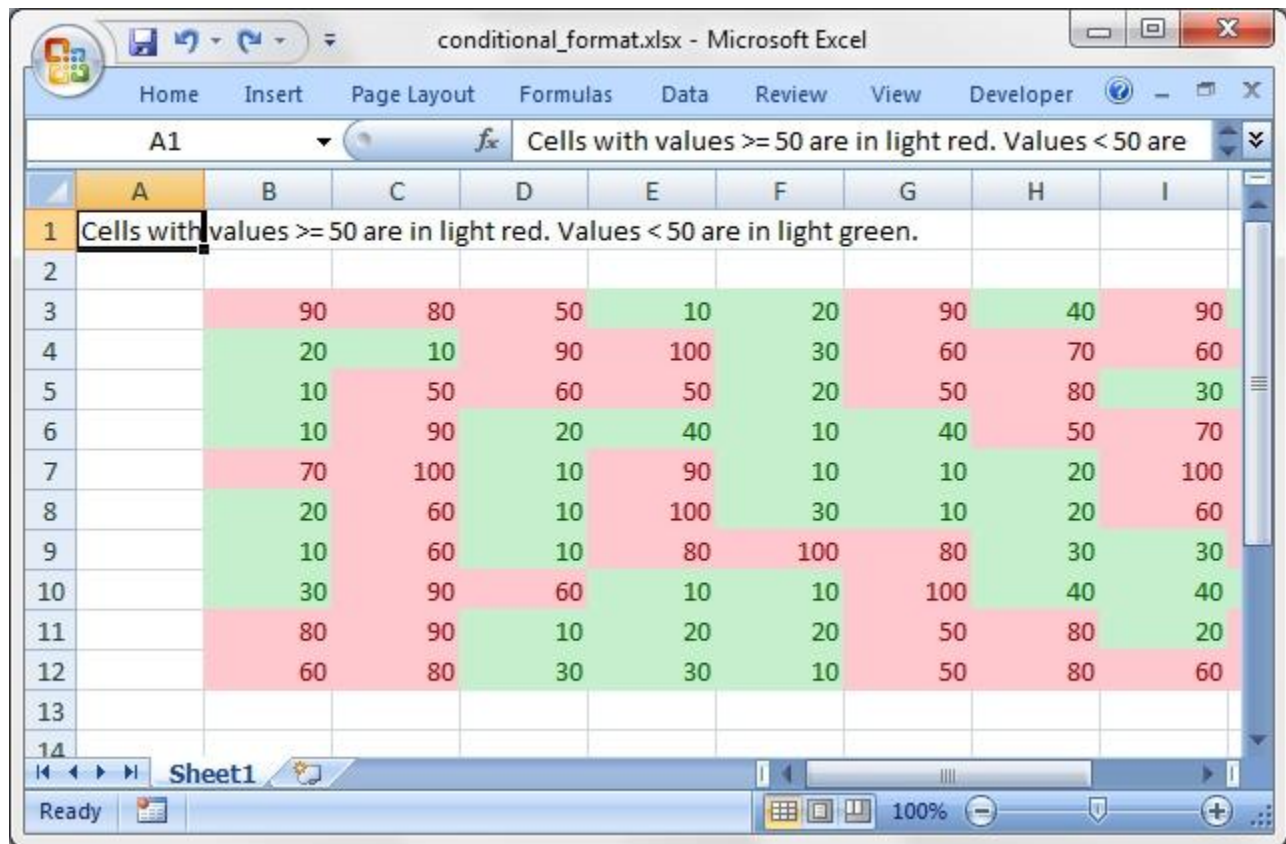 conditional_format.xlsx - Microsoft Excel
Home Insert Page Layout Formulas Data Review View Developer
A1 fx Cells with values >= 50 are in light red. Values < 50 are
A B C D E F G H I
1 Cells with values >= 50 are in light red. Values < 50 are in light green.
2
3 90 80 50 10 20 90 40 90
4 20 10 90 100 30 60 70 60
5 10 50 60 50 20 50 80 30
6 10 90 20 40 10 40 50 70
7 70 100 10 90 10 10 20 100
8 20 60 10 100 30 10 20 60
9 10 60 10 80 100 80 30 30
10 30 90 60 10 10 100 40 40
11 80 90 10 20 20 50 80 20
12 60 80 30 30 10 50 80 60
13
14
Sheet1
Ready 100%